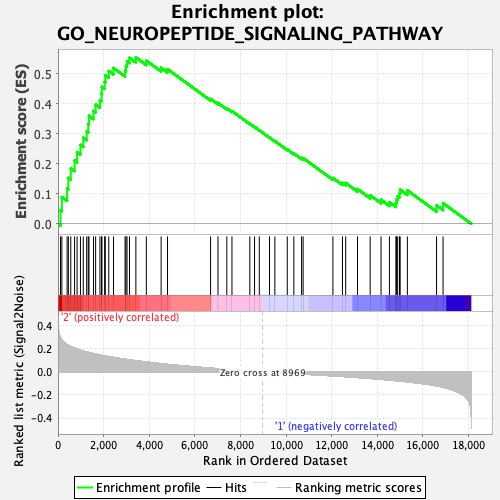 Enrichment plot:
GO_NEUROPEPTIDE_SIGNALING_PATHWAY
Enrichment score (ES)
0.5
0.4
0.3
0.2
0.1
0.0
'2' (positively correlated)
Ranked list metric (Signal2Noise)
0.4
0.2
0.0
-0.2
-0.4
Zero cross at 8969
'1' (negatively correlated)
0
2,000
4,000
6,000
8,000
10,000
12,000
14,000
16,000
18,000
Rank in Ordered Dataset
Enrichment profile
Hits
Ranking metric scores